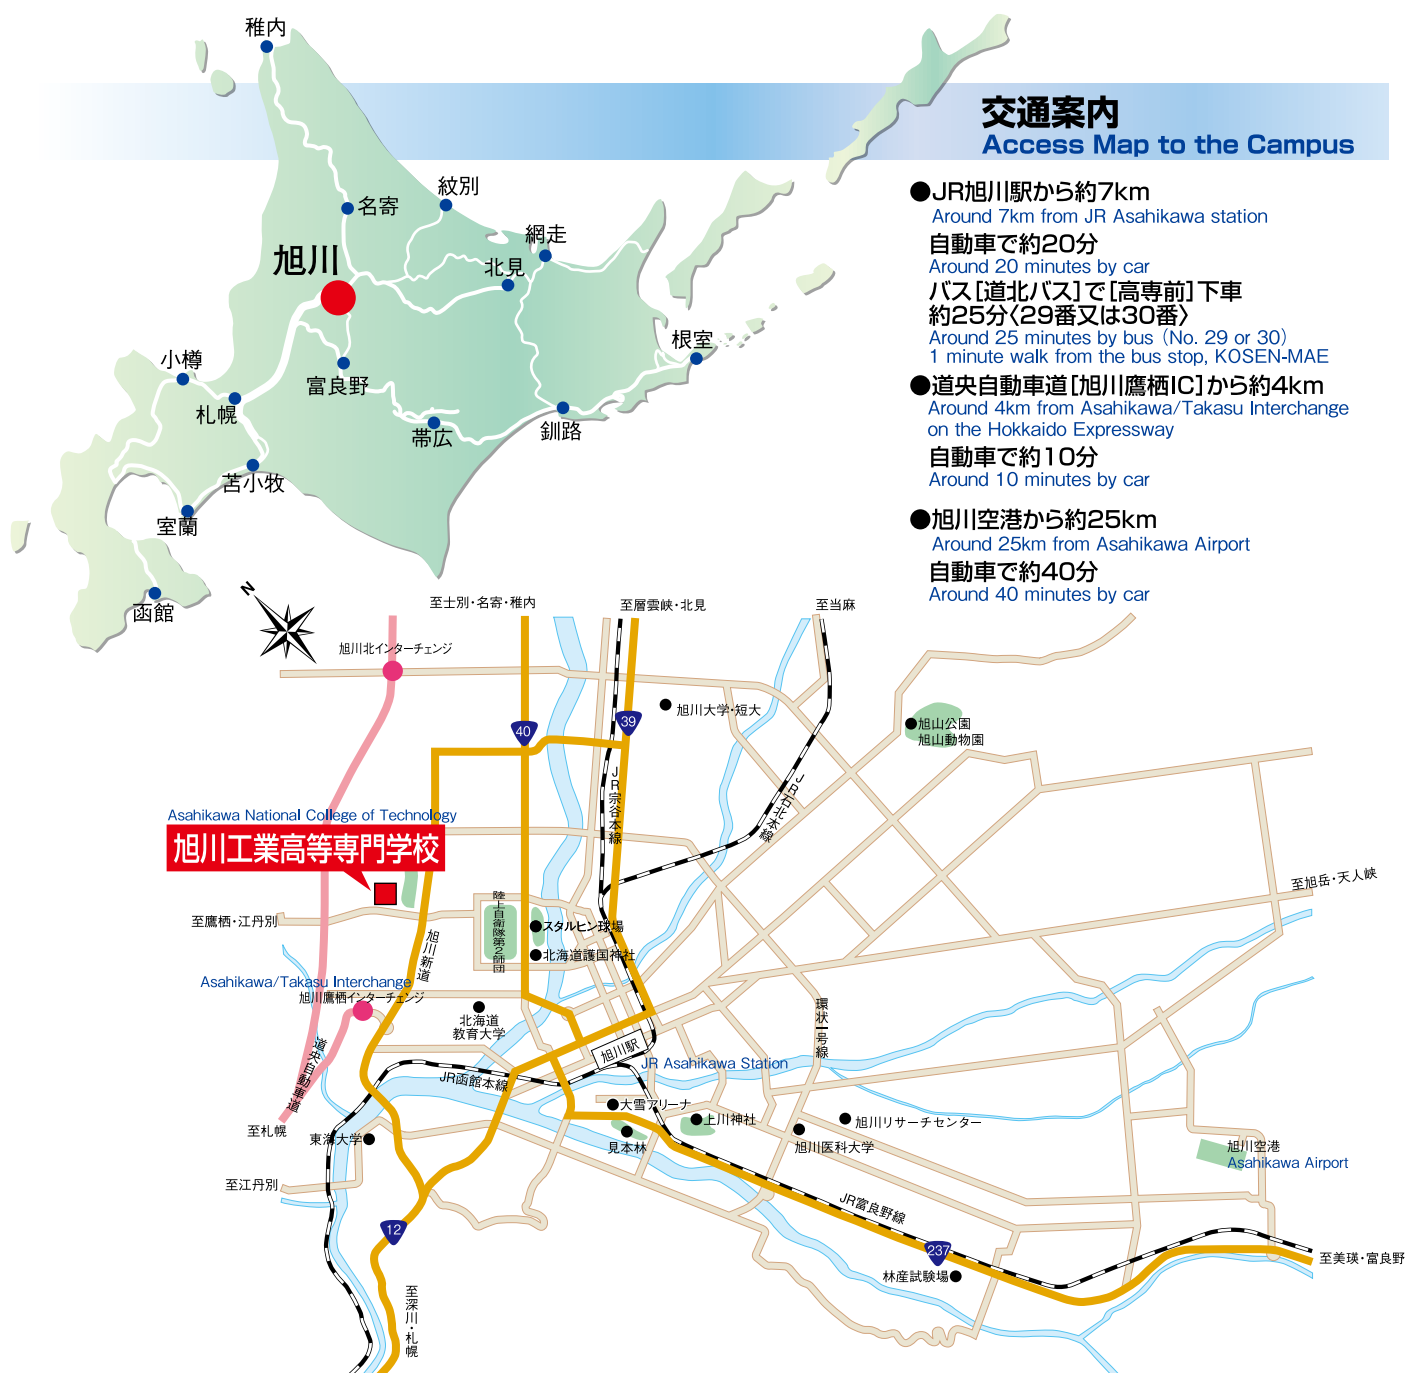 稚内
交通案内
Access Map to the Campus
名寄
紋別
網走
旭川
北見
根室
小樽
富良野
札幌
帯広
釧路
苫小牧
室蘭
函館
●JR旭川駅から約7km
Around 7km from JR Asahikawa station
自動車で約20分
Around 20 minutes by car
バス[道北バス]で[高専前]下車
約25分〈29番又は30番〉
Around 25 minutes by bus (No. 29 or 30)
1 minute walk from the bus stop, KOSEN-MAE
●道央自動車道[旭川鷹栖IC]から約4km
Around 4km from Asahikawa/Takasu Interchange
on the Hokkaido Expressway
自動車で約10分
Around 10 minutes by car
●旭川空港から約25km
Around 25km from Asahikawa Airport
自動車で約40分
Around 40 minutes by car
N
至士別・名寄・稚内
至層雲峡・北見
至当麻
旭川北インターチェンジ
旭川大学・短大
40
39
旭山公園
旭山動物園
JR宗谷本線
JR石北本線
Asahikawa National College of Technology
旭川工業高等専門学校
至旭岳・天人峡
至鷹栖・江丹別
陸上自衛隊第2師団
スタルヒン球場
北海道護国神社
旭川新道
Asahikawa/Takasu Interchange
旭川鷹栖インターチェンジ
北海道
教育大学
環状1号線
旭川駅
JR Asahikawa Station
道央自動車道
JR函館本線
大雪アリーナ
上川神社
旭川リサーチセンター
至札幌
東海大学
見本林
旭川医科大学
旭川空港
Asahikawa Airport
至江丹別
JR富良野線
12
237
至美瑛・富良野
林産試験場
至深川・札幌